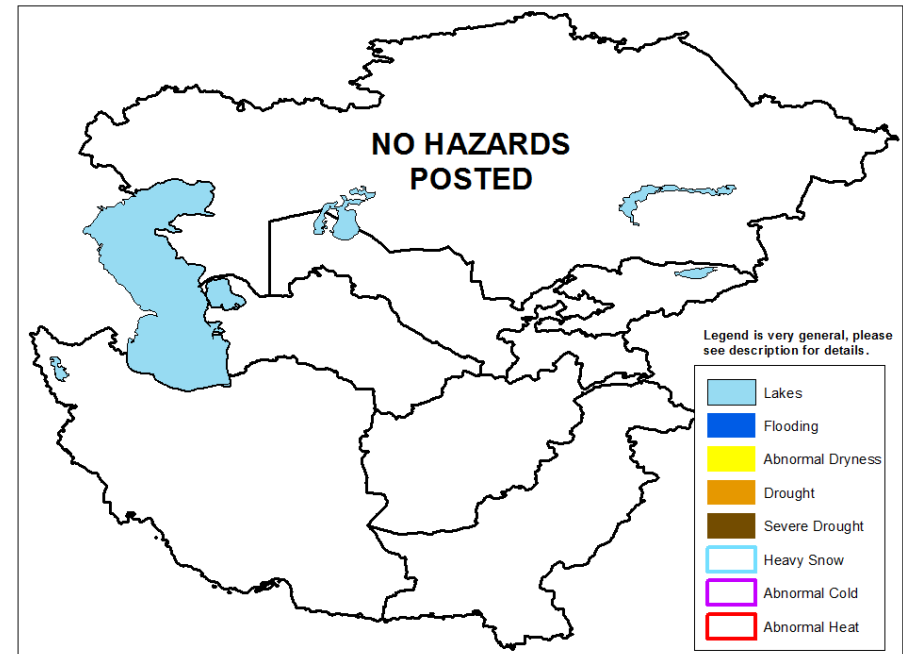 NO HAZARDS
POSTED
Legend is very general, please
see description for details.
Lakes
Flooding
Abnormal Dryness
Drought
Severe Drought
Heavy Snow
Abnormal Cold
Abnormal Heat